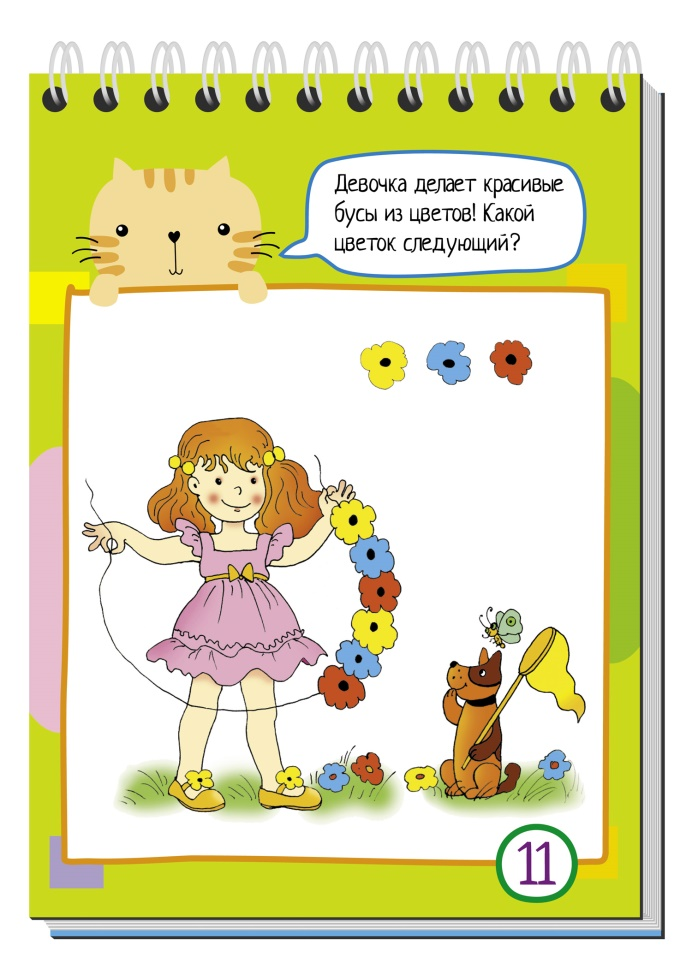 Девочка делает красивые
бусы из цветов! Какой
цветок следующий?
11